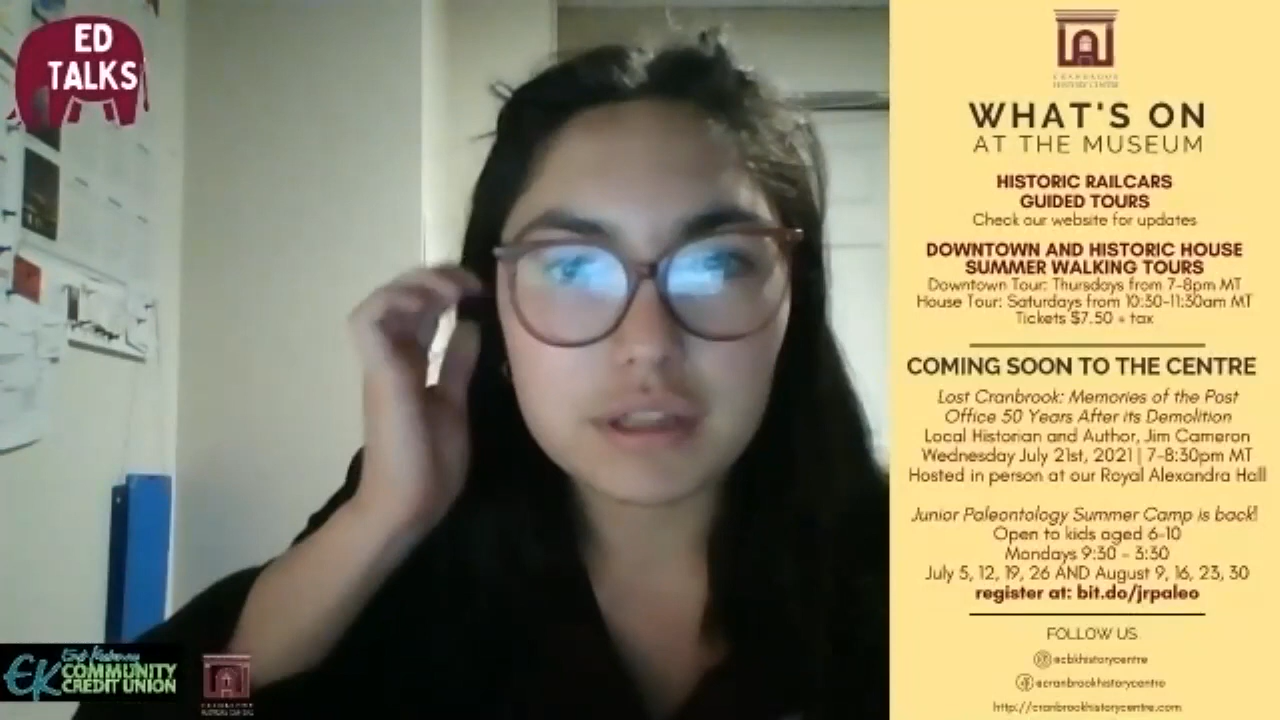 ED
TALKS
EK
COMMUNITY
CREDIT UNION
CRANBROOK
HISTORY CENTRE
WHAT'S ON
AT THE MUSEUM
HISTORIC RAILCARS
GUIDED TOURS
Check our website for updates
DOWNTOWN AND HISTORIC HOUSE
SUMMER WALKING TOURS
Downtown Tour: Thursdays from 7-8pm MT
House Tour: Saturdays from 10:30-11:30am MT
Tickets $7.50 + tax
COMING SOON TO THE CENTRE
Lost Cranbrook: Memories of the Post
Office 50 Years After its Demolition
Local Historian and Author, Jim Cameron
Wednesday July 21st, 2021 | 7-8:30pm MT
Hosted in person at our Royal Alexandra Hall
Junior Paleontology Summer Camp is back!
Open to kids aged 6-10
Mondays 9:30 - 3:30
July 5, 12, 19, 26 AND August 9, 16, 23, 30
register at: bit.do/jrpaleo
FOLLOW US
@cbkhistorycentre
@cranbrookhistorycentre
http://cranbrookhistorycentre.com